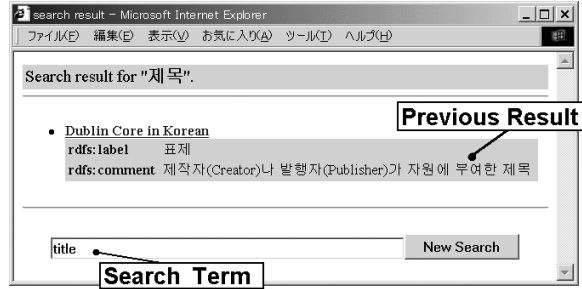 search result - Microsoft Internet Explorer
ファイル(F) 編集(E) 表示(V) お気に入り(A) ツール(T) ヘルプ(H)
Search result for "제목".
Previous Result
Dublin Core in Korean
rdfs:label 표제
rdfs:comment 제작자(Creator)나 발행자(Publisher)가 자원에 부여한 제목
title New Search
Search Term